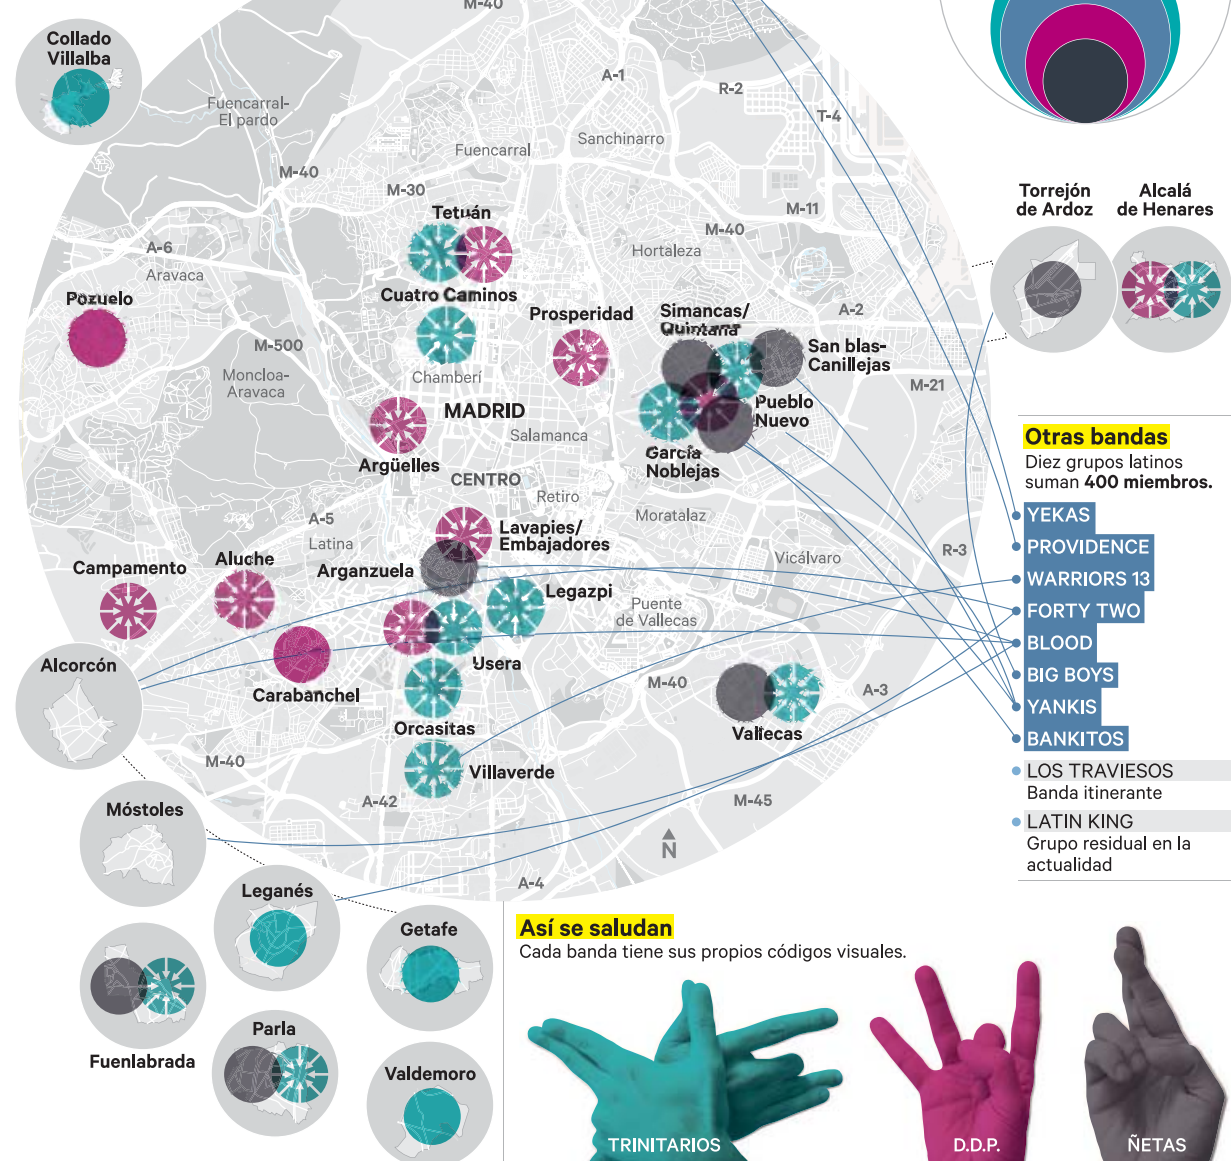 M-40
Collado
Villalba
A-1
R-2
Fuencarral-
El pardo
T-4
Sanchinarro
Fuencarral
M-40
M-30
Torrejón
de Ardoz
Alcalá
de Henares
Tetuán
M-11
M-40
A-6
Hortaleza
Aravaca
Pozuelo
Cuatro Caminos
Prosperidad
Simancas/
Quintana
A-2
San blas-
Canillejas
M-500
Chamberí
Moncloa-
Aravaca
M-21
MADRID
Pueblo
Nuevo
Salamanca
Argüelles
García
Noblejas
CENTRO
Retiro
Otras bandas
Diez grupos latinos
suman 400 miembros.
YEKAS
PROVIDENCE
WARRIORS 13
FORTY TWO
BLOOD
BIG BOYS
YANKIS
BANKITOS
LOS TRAVIESOS
Banda itinerante
LATIN KING
Grupo residual en la
actualidad
A-5
Latina
Lavapies/
Embajadores
Moratalaz
R-3
Campamento
Aluche
Arganzuela
Vicálvaro
Legazpi
Puente
de Vallecas
Alcorcón
Usera
Carabanchel
M-40
A-3
Orcasitas
Vallecas
M-40
Villaverde
A-42
M-45
Móstoles
N
A-4
Leganés
Getafe
Fuenlabrada
Parla
Valdemoro
Así se saludan
Cada banda tiene sus propios códigos visuales.
TRINITARIOS
D.D.P.
ÑETAS